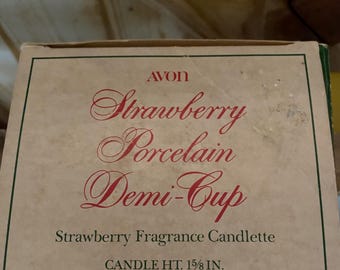 AVON
Strawberry
Porcelain
Demi-Cup
Strawberry Fragrance Candlette
CANDLE HT. 1⅝ IN.